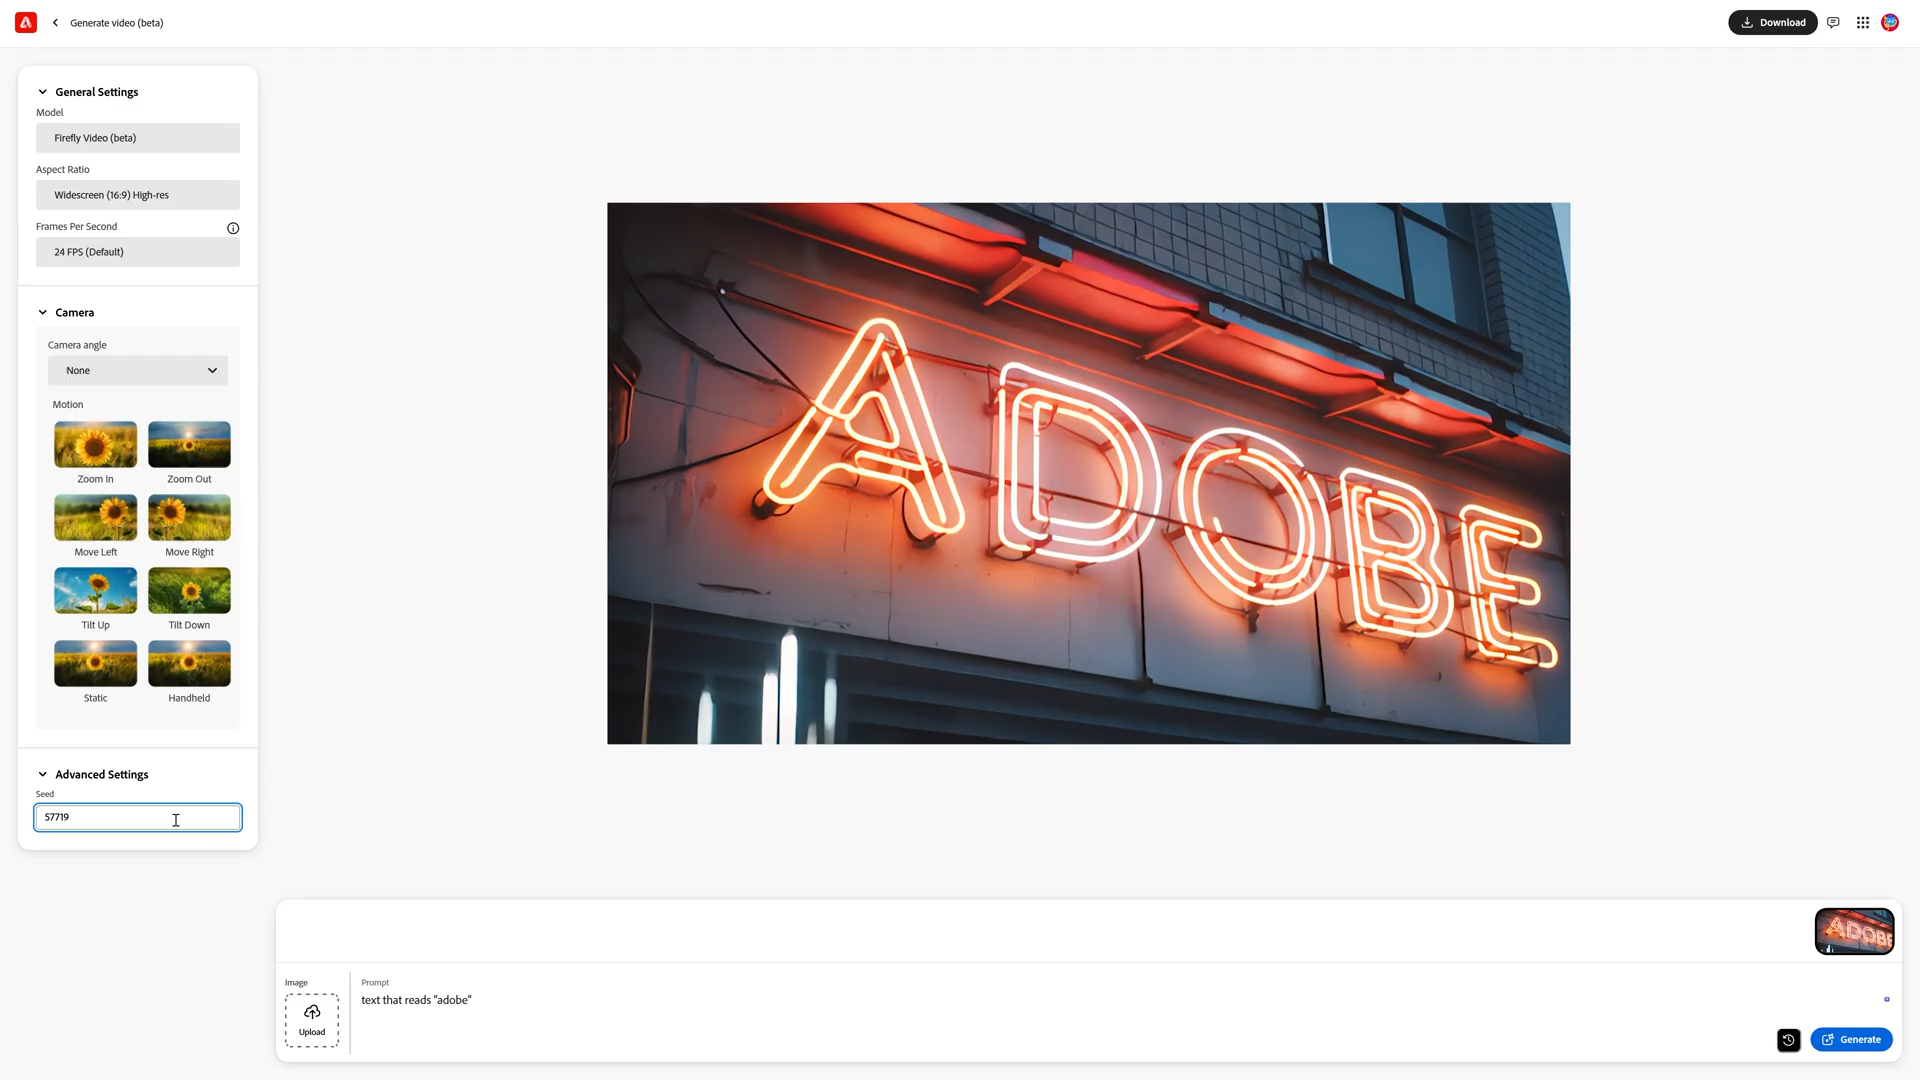 Generate video (beta)
Download
General Settings
Model
Firefly Video (beta)
Aspect Ratio
Widescreen (16:9) High-res
Frames Per Second
24 FPS (Default)
Camera
Camera angle
None
Motion
Zoom In
Zoom Out
Move Left
Move Right
Tilt Up
Tilt Down
Static
Handheld
Advanced Settings
Seed
57719
ADOBE
ADOBE
Image
Upload
Prompt
text that reads "adobe"
Generate